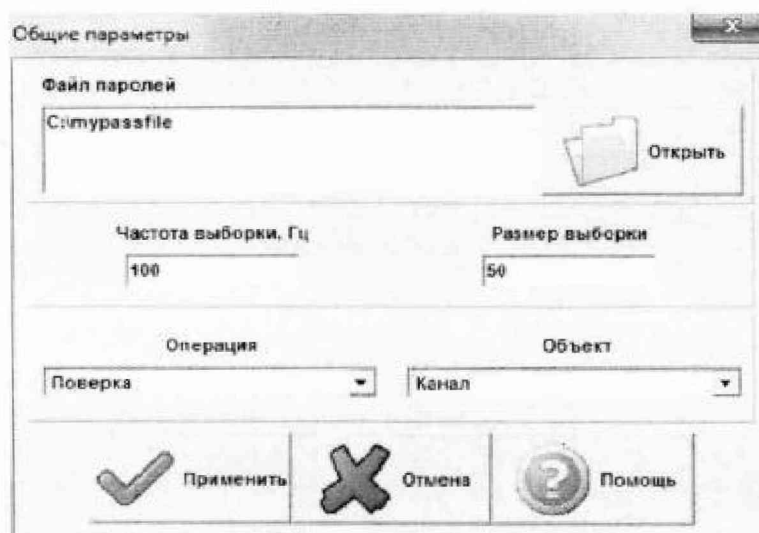 Общие параметры
Файл паролей
C:\mypassfile
Открыть
Частота выборки, Гц
Размер выборки
100
50
Операция
Объект
Поверка
Канал
Применить
Отмена
Помощь